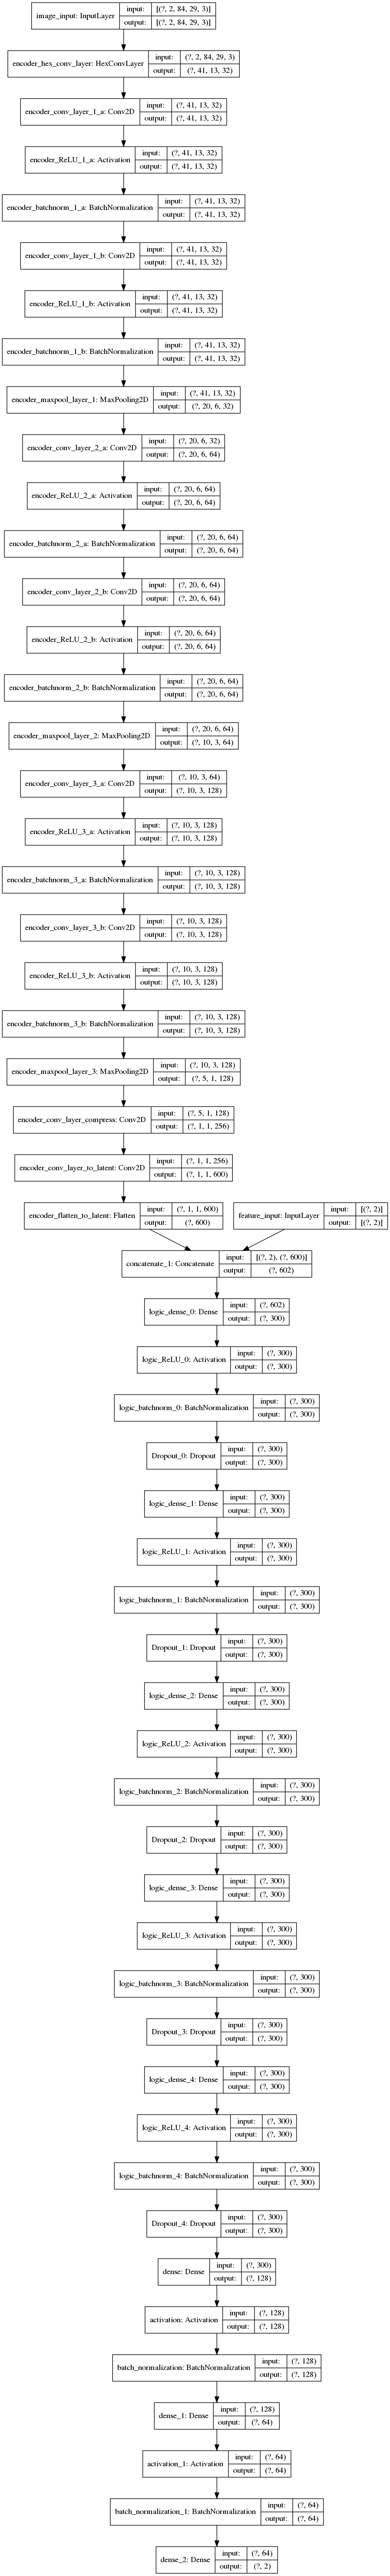 image_input: InputLayer
input: [(?, 2, 84, 29, 3)]
output: [(?, 2, 84, 29, 3)]
encoder_hex_conv_layer: HexConvLayer
input: (?, 2, 84, 29, 3)
output: (?, 41, 13, 32)
encoder_conv_layer_1_a: Conv2D
input: (?, 41, 13, 32)
output: (?, 41, 13, 32)
encoder_ReLU_1_a: Activation
input: (?, 41, 13, 32)
output: (?, 41, 13, 32)
encoder_batchnorm_1_a: BatchNormalization
input: (?, 41, 13, 32)
output: (?, 41, 13, 32)
encoder_conv_layer_1_b: Conv2D
input: (?, 41, 13, 32)
output: (?, 41, 13, 32)
encoder_ReLU_1_b: Activation
input: (?, 41, 13, 32)
output: (?, 41, 13, 32)
encoder_batchnorm_1_b: BatchNormalization
input: (?, 41, 13, 32)
output: (?, 41, 13, 32)
encoder_maxpool_layer_1: MaxPooling2D
input: (?, 41, 13, 32)
output: (?, 20, 6, 32)
encoder_conv_layer_2_a: Conv2D
input: (?, 20, 6, 32)
output: (?, 20, 6, 64)
encoder_ReLU_2_a: Activation
input: (?, 20, 6, 64)
output: (?, 20, 6, 64)
encoder_batchnorm_2_a: BatchNormalization
input: (?, 20, 6, 64)
output: (?, 20, 6, 64)
encoder_conv_layer_2_b: Conv2D
input: (?, 20, 6, 64)
output: (?, 20, 6, 64)
encoder_ReLU_2_b: Activation
input: (?, 20, 6, 64)
output: (?, 20, 6, 64)
encoder_batchnorm_2_b: BatchNormalization
input: (?, 20, 6, 64)
output: (?, 20, 6, 64)
encoder_maxpool_layer_2: MaxPooling2D
input: (?, 20, 6, 64)
output: (?, 10, 3, 64)
encoder_conv_layer_3_a: Conv2D
input: (?, 10, 3, 64)
output: (?, 10, 3, 128)
encoder_ReLU_3_a: Activation
input: (?, 10, 3, 128)
output: (?, 10, 3, 128)
encoder_batchnorm_3_a: BatchNormalization
input: (?, 10, 3, 128)
output: (?, 10, 3, 128)
encoder_conv_layer_3_b: Conv2D
input: (?, 10, 3, 128)
output: (?, 10, 3, 128)
encoder_ReLU_3_b: Activation
input: (?, 10, 3, 128)
output: (?, 10, 3, 128)
encoder_batchnorm_3_b: BatchNormalization
input: (?, 10, 3, 128)
output: (?, 10, 3, 128)
encoder_maxpool_layer_3: MaxPooling2D
input: (?, 10, 3, 128)
output: (?, 5, 1, 128)
encoder_conv_layer_compress: Conv2D
input: (?, 5, 1, 128)
output: (?, 1, 1, 256)
encoder_conv_layer_to_latent: Conv2D
input: (?, 1, 1, 256)
output: (?, 1, 1, 600)
encoder_flatten_to_latent: Flatten
input: (?, 1, 1, 600)
output: (?, 600)
feature_input: InputLayer
input: [(?, 2)]
output: [(?, 2)]
concatenate_1: Concatenate
input: [(?, 2), (?, 600)]
output: (?, 602)
logic_dense_0: Dense
input: (?, 602)
output: (?, 300)
logic_ReLU_0: Activation
input: (?, 300)
output: (?, 300)
logic_batchnorm_0: BatchNormalization
input: (?, 300)
output: (?, 300)
Dropout_0: Dropout
input: (?, 300)
output: (?, 300)
logic_dense_1: Dense
input: (?, 300)
output: (?, 300)
logic_ReLU_1: Activation
input: (?, 300)
output: (?, 300)
logic_batchnorm_1: BatchNormalization
input: (?, 300)
output: (?, 300)
Dropout_1: Dropout
input: (?, 300)
output: (?, 300)
logic_dense_2: Dense
input: (?, 300)
output: (?, 300)
logic_ReLU_2: Activation
input: (?, 300)
output: (?, 300)
logic_batchnorm_2: BatchNormalization
input: (?, 300)
output: (?, 300)
Dropout_2: Dropout
input: (?, 300)
output: (?, 300)
logic_dense_3: Dense
input: (?, 300)
output: (?, 300)
logic_ReLU_3: Activation
input: (?, 300)
output: (?, 300)
logic_batchnorm_3: BatchNormalization
input: (?, 300)
output: (?, 300)
Dropout_3: Dropout
input: (?, 300)
output: (?, 300)
logic_dense_4: Dense
input: (?, 300)
output: (?, 300)
logic_ReLU_4: Activation
input: (?, 300)
output: (?, 300)
logic_batchnorm_4: BatchNormalization
input: (?, 300)
output: (?, 300)
Dropout_4: Dropout
input: (?, 300)
output: (?, 300)
dense: Dense
input: (?, 300)
output: (?, 128)
activation: Activation
input: (?, 128)
output: (?, 128)
batch_normalization: BatchNormalization
input: (?, 128)
output: (?, 128)
dense_1: Dense
input: (?, 128)
output: (?, 64)
activation_1: Activation
input: (?, 64)
output: (?, 64)
batch_normalization_1: BatchNormalization
input: (?, 64)
output: (?, 64)
dense_2: Dense
input: (?, 64)
output: (?, 2)